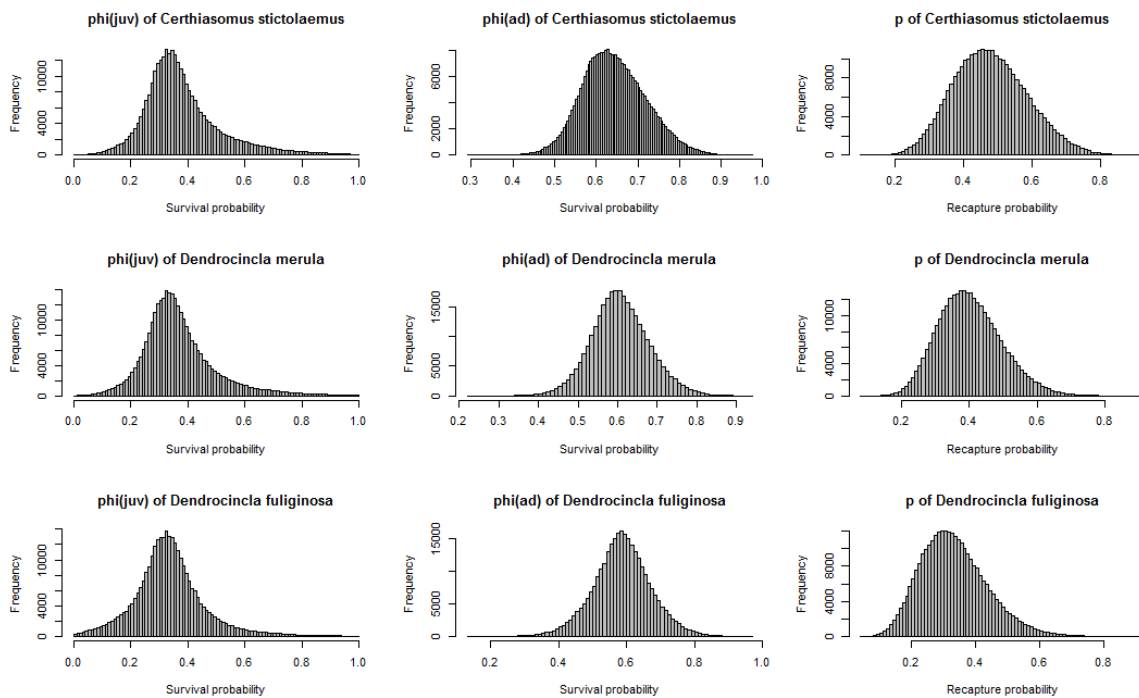 phi(juv) of Certhiasomus stictolaemus
Frequency
0 4000 10000
0.0 0.2 0.4 0.6 0.8 1.0
Survival probability
phi(ad) of Certhiasomus stictolaemus
Frequency
0 2000 6000
0.3 0.4 0.5 0.6 0.7 0.8 0.9 1.0
Survival probability
p of Certhiasomus stictolaemus
Frequency
0 4000 10000
0.2 0.4 0.6 0.8
Recapture probability
phi(juv) of Dendrocincla merula
Frequency
0 4000 10000
0.0 0.2 0.4 0.6 0.8 1.0
Survival probability
phi(ad) of Dendrocincla merula
Frequency
0 5000 15000
0.2 0.3 0.4 0.5 0.6 0.7 0.8 0.9
Survival probability
p of Dendrocincla merula
Frequency
0 4000 10000
0.2 0.4 0.6 0.8
Recapture probability
phi(juv) of Dendrocincla fuliginosa
Frequency
0 4000 10000
0.0 0.2 0.4 0.6 0.8 1.0
Survival probability
phi(ad) of Dendrocincla fuliginosa
Frequency
0 5000 15000
0.2 0.4 0.6 0.8 1.0
Survival probability
p of Dendrocincla fuliginosa
Frequency
0 4000 8000
0.2 0.4 0.6 0.8
Recapture probability